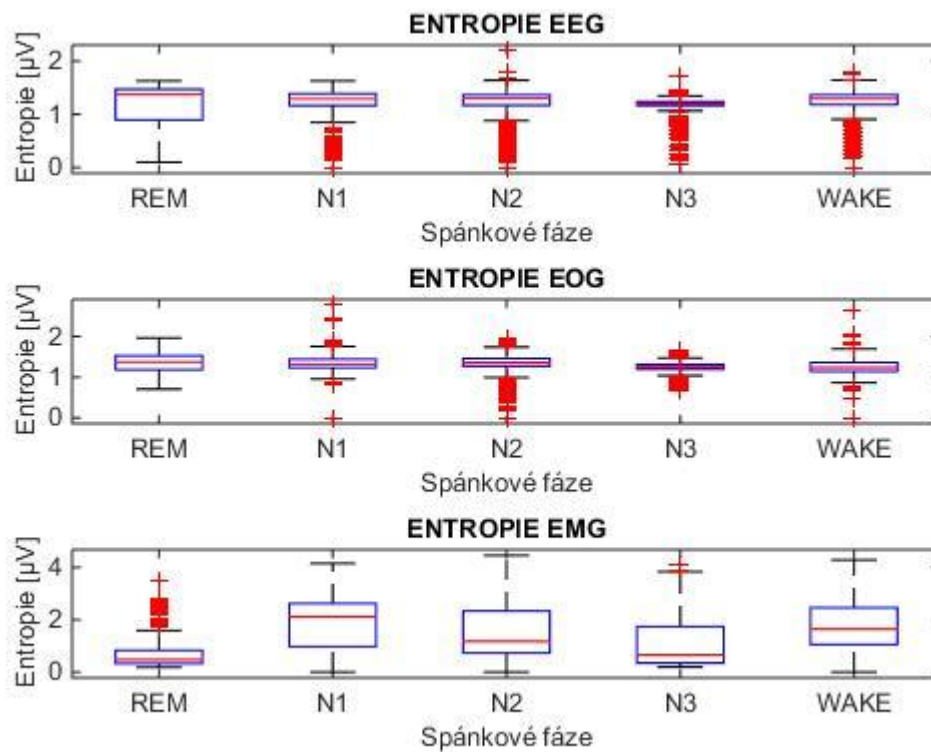 ENTROPIE EEG
Entropie [µV]
2
1
0
REM N1 N2 N3 WAKE
Spánkové fáze
ENTROPIE EOG
Entropie [µV]
2
1
0
REM N1 N2 N3 WAKE
Spánkové fáze
ENTROPIE EMG
Entropie [µV]
4
2
0
REM N1 N2 N3 WAKE
Spánkové fáze